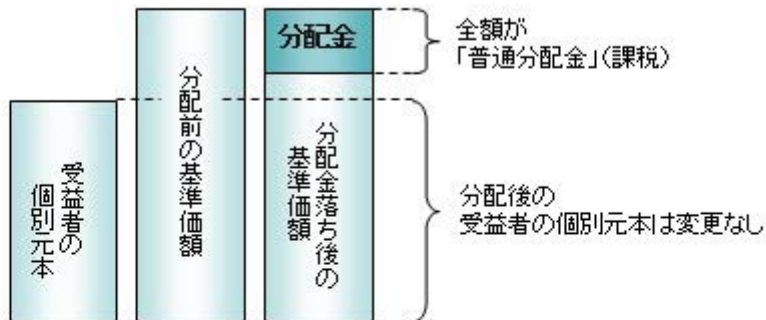 受益者の
個別元本
分配前の基準価額
分配金
分配金落ち後の
基準価額
全額が
「普通分配金」(課税)
分配後の
受益者の個別元本は変更なし